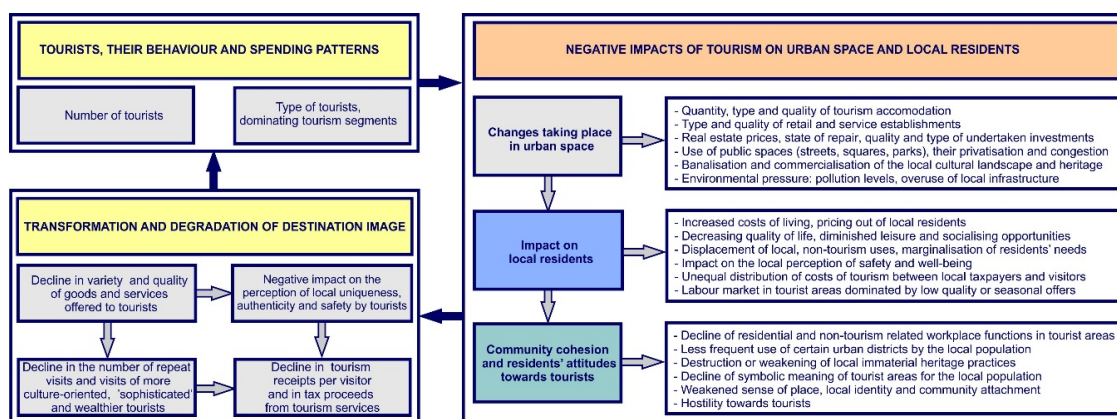 TOURISTS, THEIR BEHAVIOUR AND SPENDING PATTERNS
Number of tourists
Type of tourists,
dominating tourism segments
TRANSFORMATION AND DEGRADATION OF DESTINATION IMAGE
Decline in variety and quality
of goods and services
offered to tourists
Negative impact on the
perception of local uniqueness,
authenticity and safety by tourists
Decline in the number of repeat
visits and visits of more
culture-oriented, 'sophisticated'
and wealthier tourists
Decline in tourism
receipts per visitor
and in tax proceeds
from tourism services
NEGATIVE IMPACTS OF TOURISM ON URBAN SPACE AND LOCAL RESIDENTS
Changes taking place
in urban space
- Quantity, type and quality of tourism accomodation
- Type and quality of retail and service establishments
- Real estate prices, state of repair, quality and type of undertaken investments
- Use of public spaces (streets, squares, parks), their privatisation and congestion
- Banalisation and commercialisation of the local cultural landscape and heritage
- Environmental pressure: pollution levels, overuse of local infrastructure
Impact on
local residents
- Increased costs of living, pricing out of local residents
- Decreasing quality of life, diminished leisure and socialising opportunities
- Displacement of local, non-tourism uses, marginalisation of residents' needs
- Impact on the local perception of safety and well-being
- Unequal distribution of costs of tourism between local taxpayers and visitors
- Labour market in tourist areas dominated by low quality or seasonal offers
Community cohesion
and residents' attitudes
towards tourists
- Decline of residential and non-tourism related workplace functions in tourist areas
- Less frequent use of certain urban districts by the local population
- Destruction or weakening of local immaterial heritage practices
- Decline of symbolic meaning of tourist areas for the local population
- Weakened sense of place, local identity and community attachment
- Hostility towards tourists